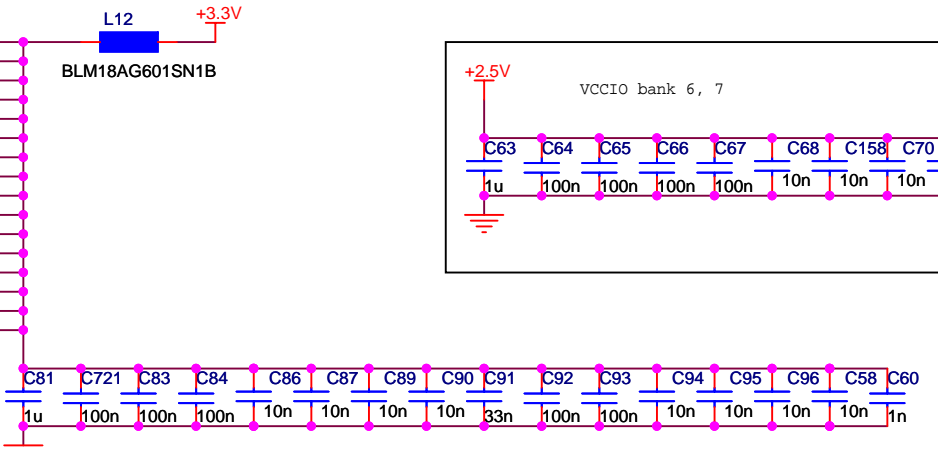 L12
+3.3V
BLM18AG601SN1B
+2.5V
VCCIO bank 6, 7
C63 C64 C65 C66 C67 C68 C158 C70
1u 100n 100n 100n 100n 10n 10n 10n
C81 C721 C83 C84 C86 C87 C89 C90 C91 C92 C93 C94 C95 C96 C58 C60
1u 100n 100n 100n 10n 10n 10n 10n 33n 100n 100n 10n 10n 10n 10n 1n